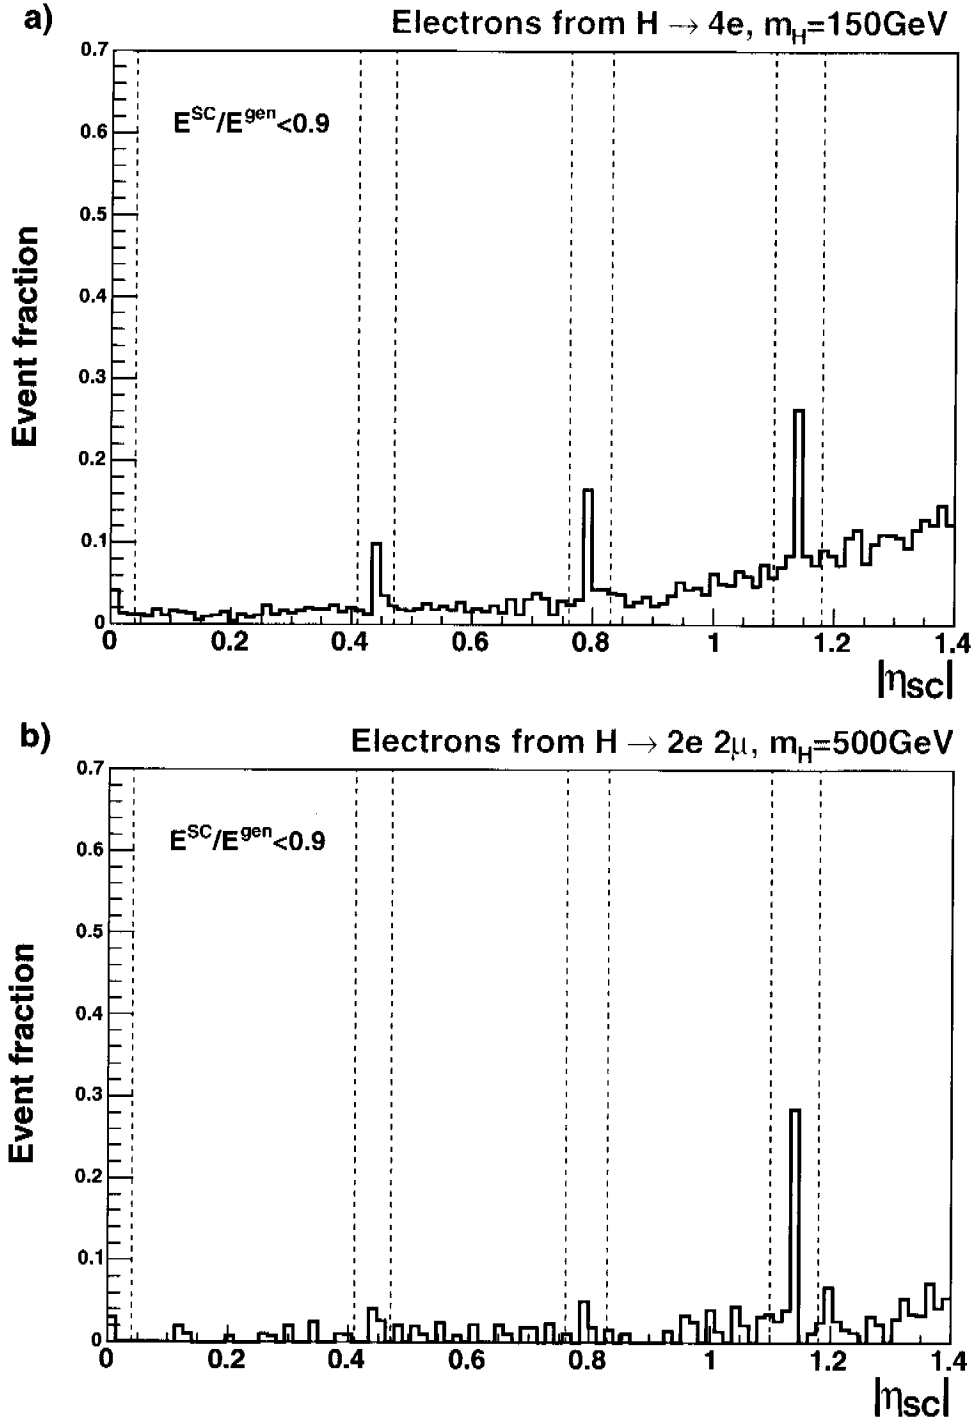 a)
Electrons from H → 4e, m_H=150GeV
E^SC/E^gen<0.9
Event fraction
0.7
0.6
0.5
0.4
0.3
0.2
0.1
0
0 0.2 0.4 0.6 0.8 1 1.2 1.4
|η_SC|
b)
Electrons from H → 2e 2μ, m_H=500GeV
E^SC/E^gen<0.9
Event fraction
0.7
0.6
0.5
0.4
0.3
0.2
0.1
0
0 0.2 0.4 0.6 0.8 1 1.2 1.4
|η_SC|